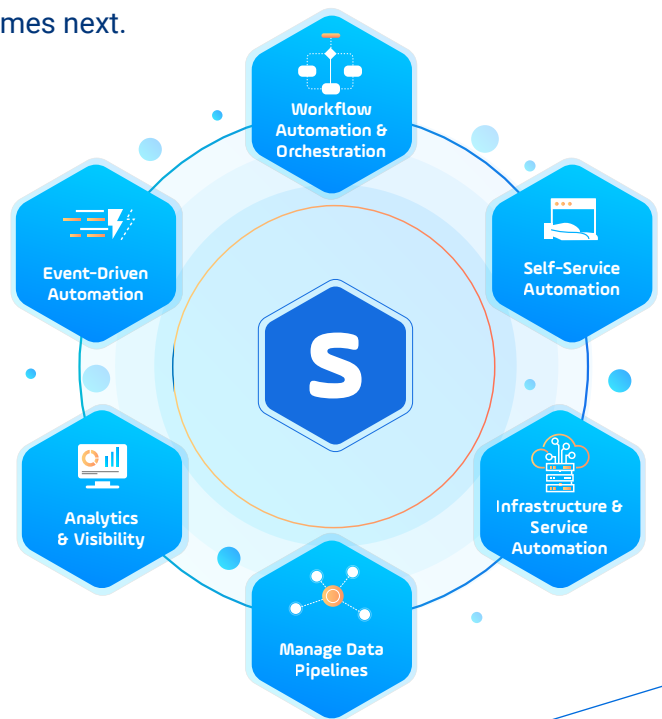 mes next.
Workflow
Automation &
Orchestration
Event-Driven
Automation
Self-Service
Automation
S
Analytics
& Visibility
Infrastructure &
Service
Automation
Manage Data
Pipelines